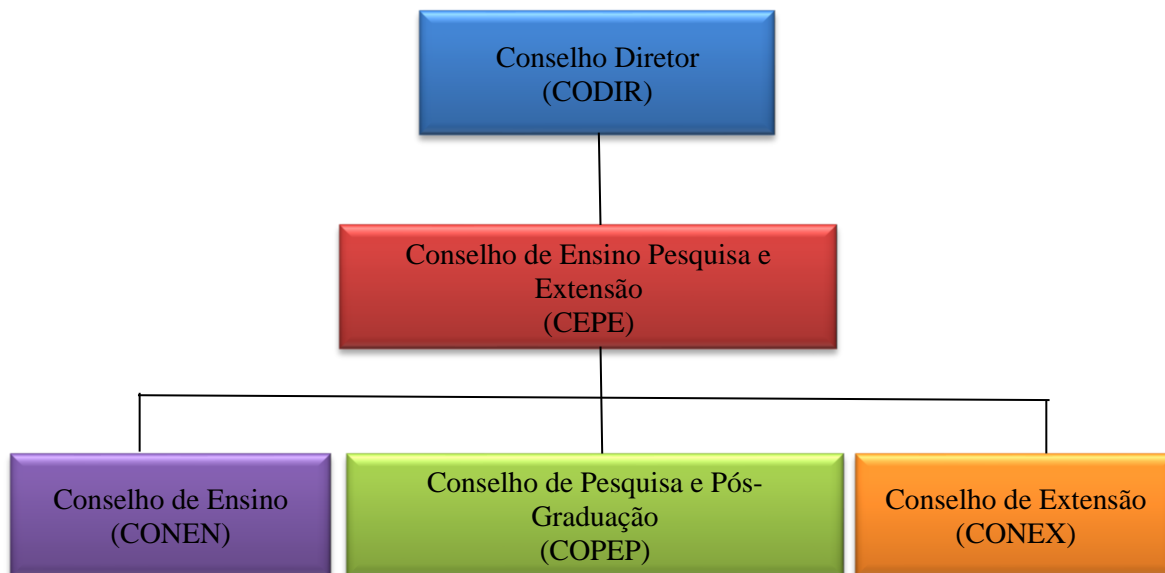 Conselho Diretor
(CODIR)
Conselho de Ensino Pesquisa e
Extensão
(CEPE)
Conselho de Ensino
(CONEN)
Conselho de Pesquisa e Pós-
Graduação
(COPEP)
Conselho de Extensão
(CONEX)